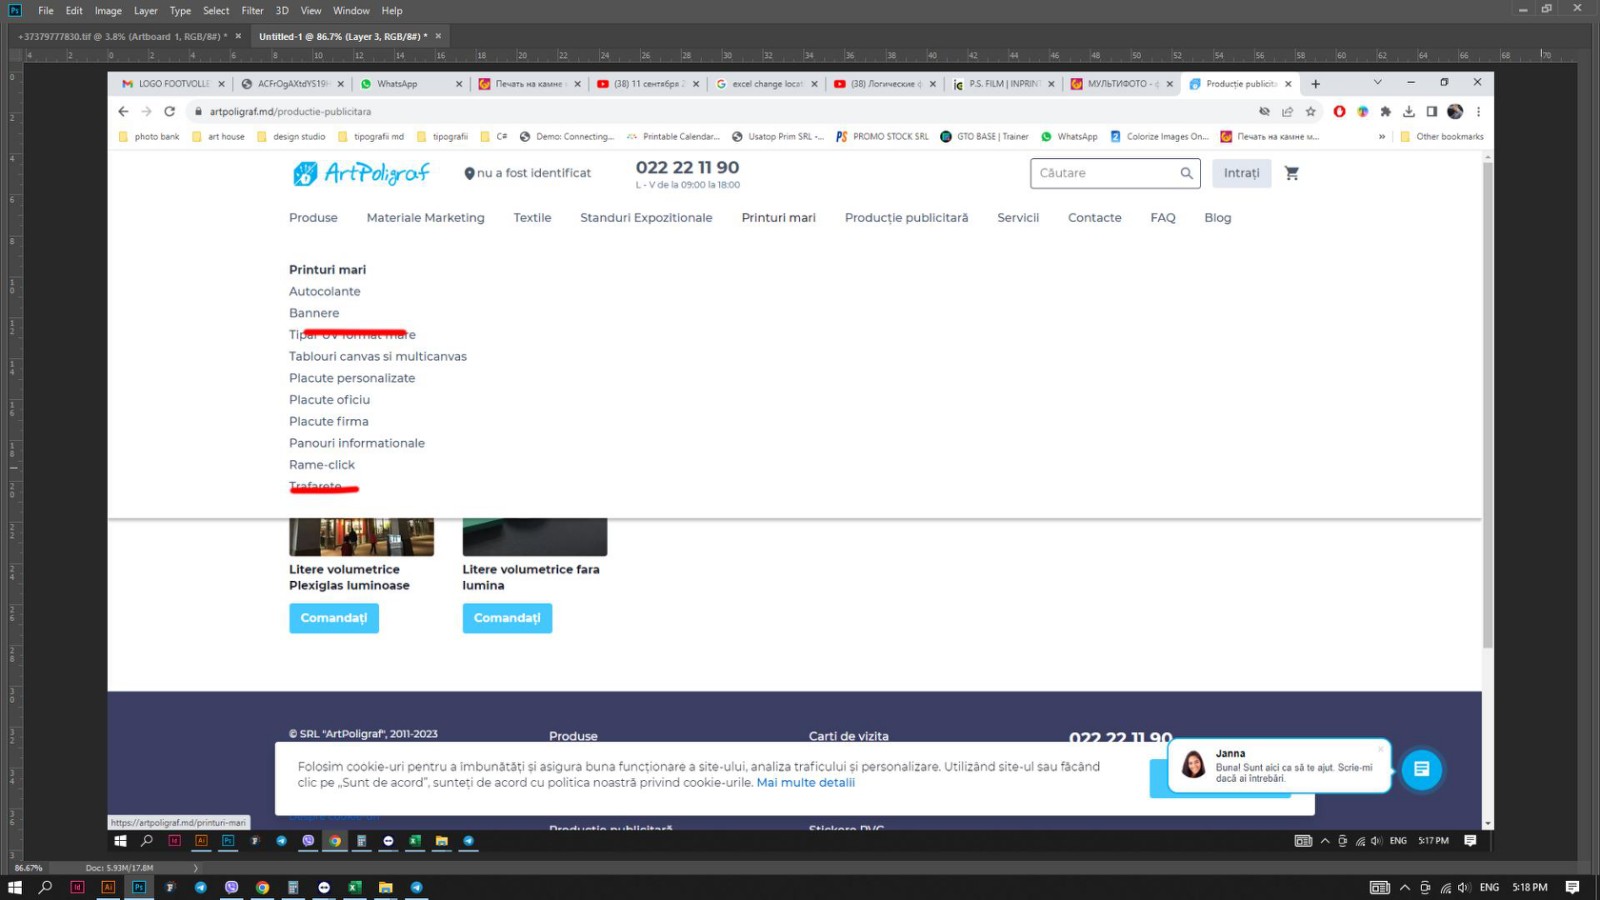 Ps File Edit Image Layer Type Select Filter 3D View Window Help
+37379777830.tif @ 3.8% (Artboard 1, RGB/8#) *
Untitled-1 @ 86.7% (Layer 3, RGB/8#) *
LOGO FOOTVOLLE
ACFrOgAXtdYS19
WhatsApp
Печать на камне
(38) 11 сентября 2
excel change locat
(38) Логические ф
P.S. FILM | INPRIN
МУЛЬТИФОТО - ф
Producție publicita
artpoligraf.md/productie-publicitara
photo bank
art house
design studio
tipografii md
tipografii
C#
Demo: Connecting...
Printable Calendar...
Usatop Prim SRL -...
PROMO STOCK SRL
GTO BASE | Trainer
WhatsApp
Colorize Images On...
Печать на камне м...
»
Other bookmarks
ArtPoligraf
nu a fost identificat
022 22 11 90
L - V de la 09:00 la 18:00
Căutare
Intrați
Produse
Materiale Marketing
Textile
Standuri Expozitionale
Printuri mari
Producție publicitară
Servicii
Contacte
FAQ
Blog
Printuri mari
Autocolante
Bannere
Tipar UV format mare
Tablouri canvas si multicanvas
Placute personalizate
Placute oficiu
Placute firma
Panouri informationale
Rame-click
Trafarete
Litere volumetrice
Plexiglas luminoase
Comandați
Litere volumetrice fara
lumina
Comandați
© SRL "ArtPoligraf", 2011-2023
Produse
Carti de vizita
022 22 11 90
Folosim cookie-uri pentru a îmbunătăți și asigura buna funcționare a site-ului, analiza traficului și personalizare. Utilizând site-ul sau făcând
clic pe „Sunt de acord”, sunteți de acord cu politica noastră privind cookie-urile. Mai multe detalii
Janna
Buna! Sunt aici ca să te ajut. Scrie-mi
dacă ai întrebări.
Producție publicitară
Stickere PVC
https://artpoligraf.md/printuri-mari
ENG
5:17 PM
86.67%
Doc: 5.93M/17.8M
ENG
5:18 PM